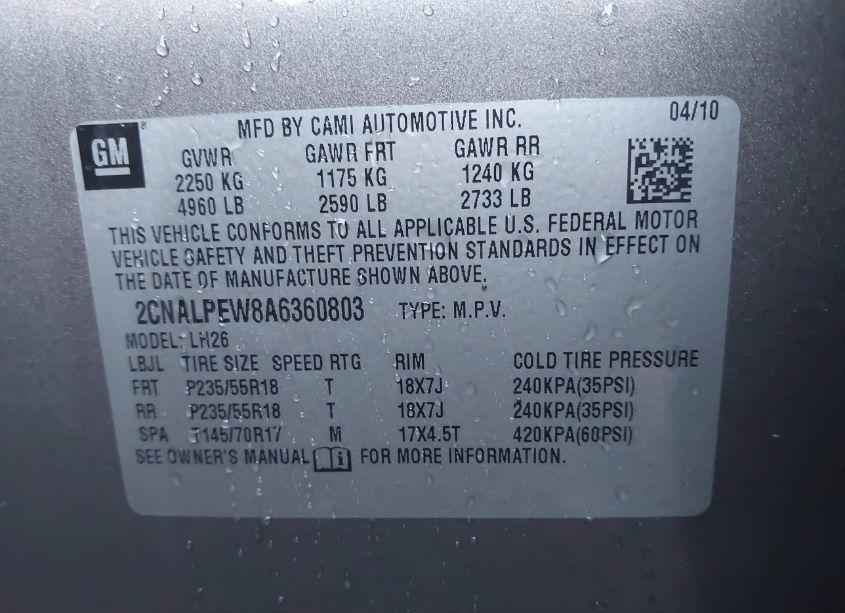 GM
MFD BY CAMI AUTOMOTIVE INC. 04/10
GVWR GAWR FRT GAWR RR
2250 KG 1175 KG 1240 KG
4960 LB 2590 LB 2733 LB
THIS VEHICLE CONFORMS TO ALL APPLICABLE U.S. FEDERAL MOTOR
VEHICLE SAFETY AND THEFT PREVENTION STANDARDS IN EFFECT ON
THE DATE OF MANUFACTURE SHOWN ABOVE.
2CNALPEW8A6360803 TYPE: M.P.V.
MODEL: LH26
LBJL TIRE SIZE SPEED RTG RIM COLD TIRE PRESSURE
FRT P235/55R18 T 18X7J 240KPA(35PSI)
RR P235/55R18 T 18X7J 240KPA(35PSI)
SPA T145/70R17 M 17X4.5T 420KPA(60PSI)
SEE OWNER'S MANUAL FOR MORE INFORMATION.